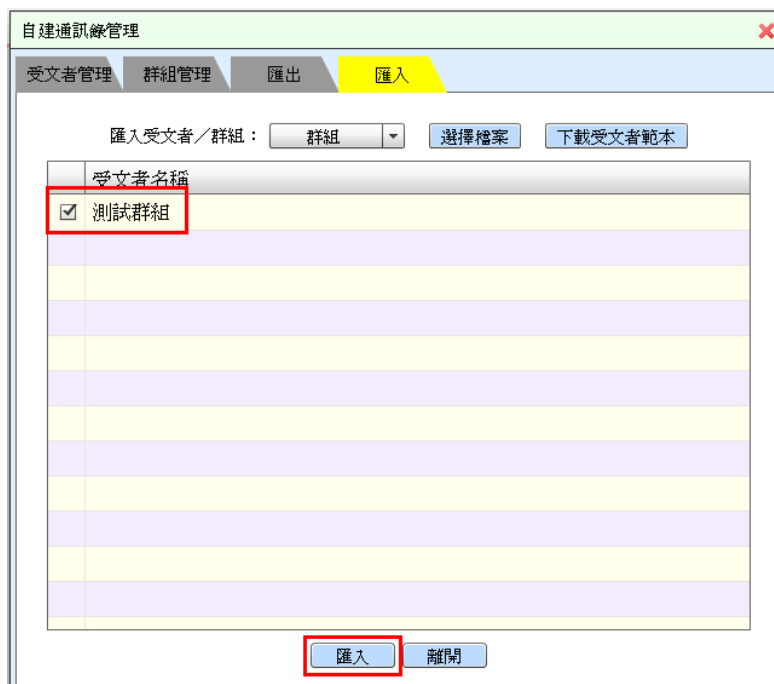 自建通訊錄管理
受文者管理 群組管理 匯出 匯入
匯入受文者／群組： 群組 選擇檔案 下載受文者範本
受文者名稱
測試群組
匯入 離開